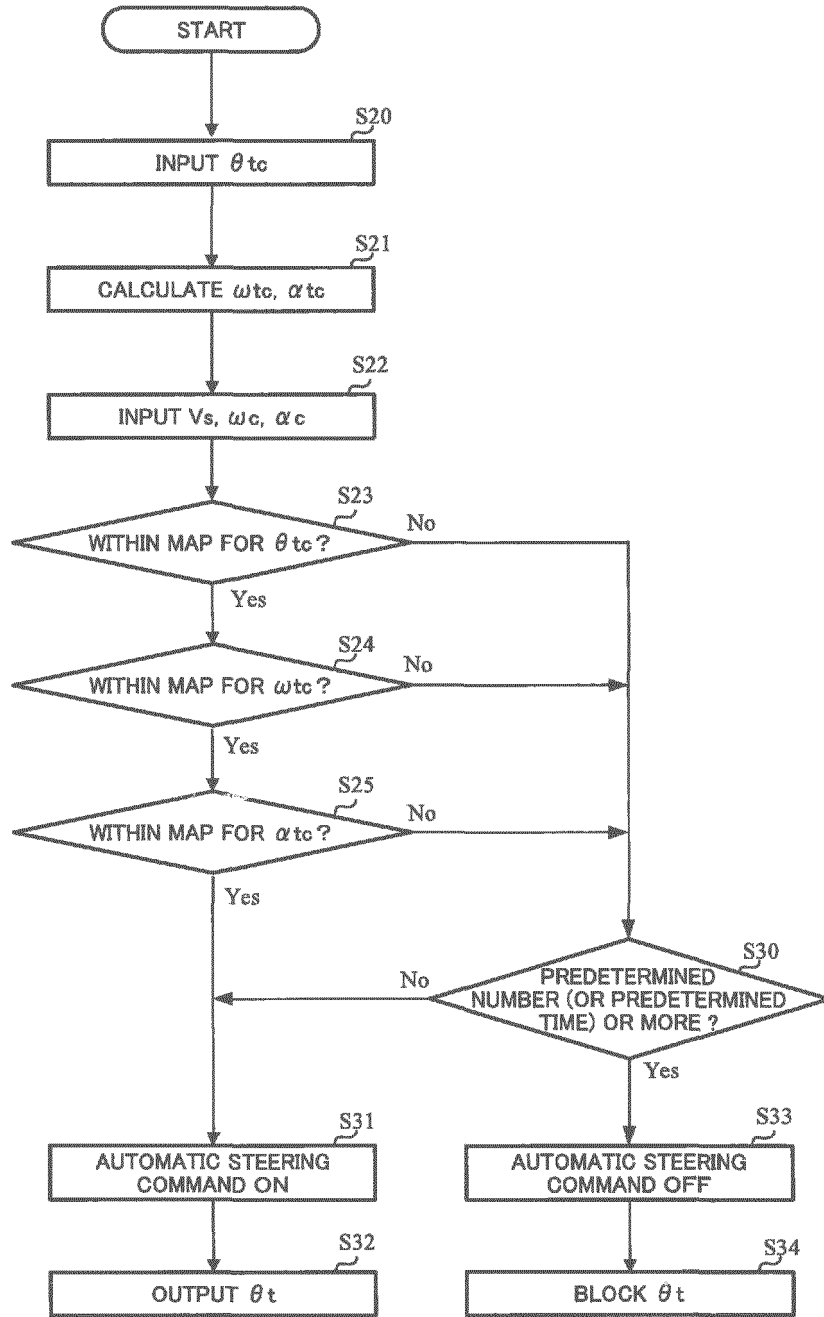 START
S20
INPUT θtc
S21
CALCULATE ωtc, αtc
S22
INPUT Vs, ωc, αc
S23
WITHIN MAP FOR θtc?
No
Yes
S24
WITHIN MAP FOR ωtc?
No
Yes
S25
WITHIN MAP FOR αtc?
No
Yes
S30
PREDETERMINED
NUMBER (OR PREDETERMINED
TIME) OR MORE?
No
Yes
S31
AUTOMATIC STEERING
COMMAND ON
S33
AUTOMATIC STEERING
COMMAND OFF
S32
OUTPUT θt
S34
BLOCK θt